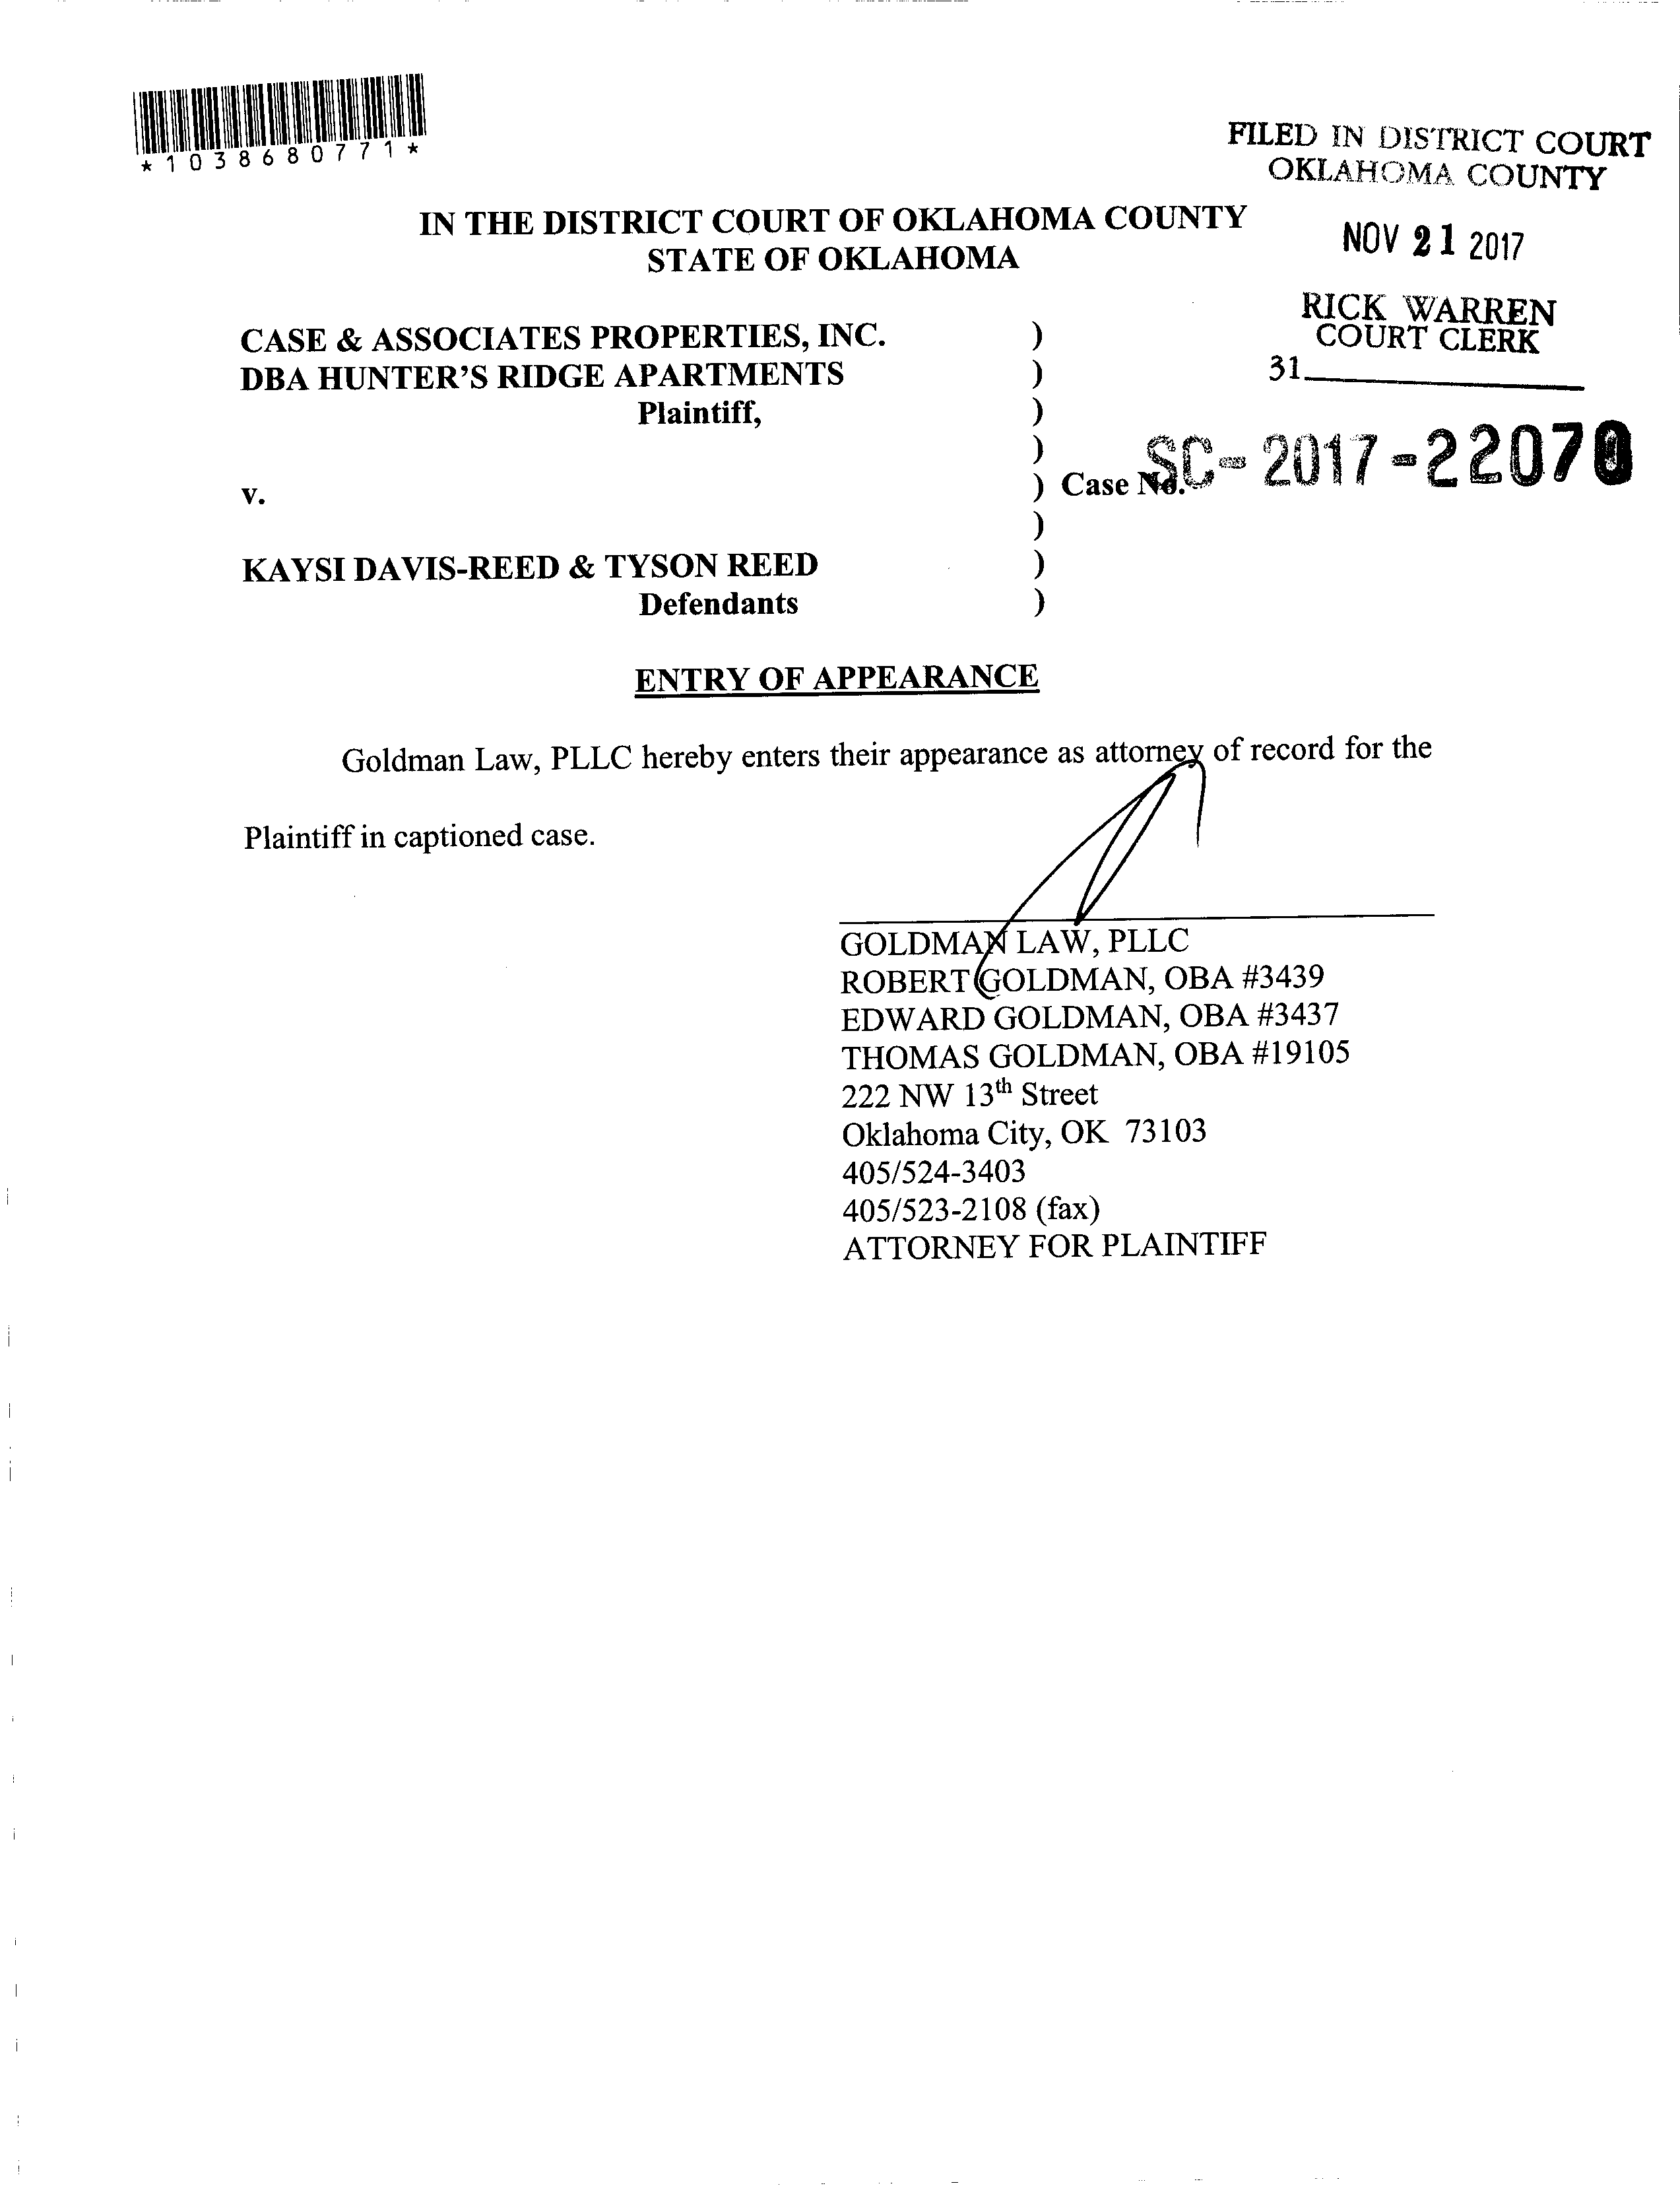 *1038680771*
FILED IN DISTRICT COURT
OKLAHOMA COUNTY
NOV 21 2017
RICK WARREN
COURT CLERK
31
IN THE DISTRICT COURT OF OKLAHOMA COUNTY
STATE OF OKLAHOMA
CASE & ASSOCIATES PROPERTIES, INC. )
DBA HUNTER'S RIDGE APARTMENTS )
Plaintiff, )
)
v. ) Case No. SC-2017-22070
)
KAYSI DAVIS-REED & TYSON REED )
Defendants )
ENTRY OF APPEARANCE
Goldman Law, PLLC hereby enters their appearance as attorney of record for the
Plaintiff in captioned case.
GOLDMAN LAW, PLLC
ROBERT GOLDMAN, OBA #3439
EDWARD GOLDMAN, OBA #3437
THOMAS GOLDMAN, OBA #19105
222 NW 13th Street
Oklahoma City, OK 73103
405/524-3403
405/523-2108 (fax)
ATTORNEY FOR PLAINTIFF